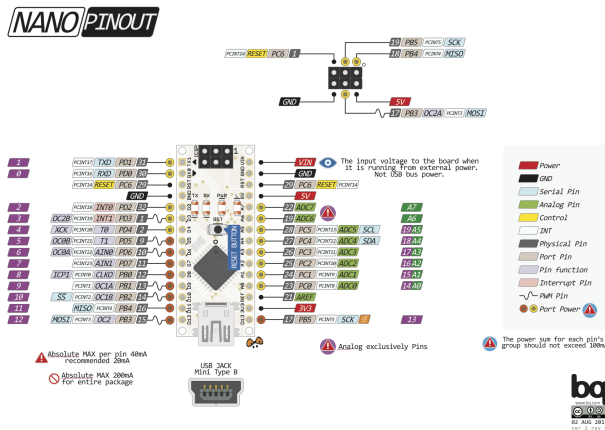 NANO PINOUT
19 PB5 PCINT5 SCK
18 PB4 PCINT4 MISO
PCINT14 RESET PC6 1
GND
5V
17 PB3 OC2A PCINT3 MOSI
1 PCINT17 TXD PD1 31
0 PCINT16 RXD PD0 30
PCINT14 RESET PC6 29
GND
2 PCINT18 INT0 PD2 32
3 OC2B PCINT19 INT1 PD3 1
4 XCK PCINT20 T0 PD4 2
5 OC0B PCINT21 T1 PD5 9
6 OC0A PCINT22 AIN0 PD6 10
7 PCINT23 AIN1 PD7 11
8 ICP1 PCINT0 CLKO PB0 12
9 PCINT1 OC1A PB1 13
10 SS PCINT2 OC1B PB2 14
11 MISO PCINT4 PB4 16
12 MOSI PCINT3 OC2 PB3 15
TX RX PWR L
RST
RESET BUTTON
VIN
The input voltage to the board when
it is running from external power.
Not USB bus power.
GND
29 PC6 RESET PCINT14
5V
22 ADC7 A7
19 ADC6 A6
28 PC5 PCINT13 ADC5 SCL 19 A5
27 PC4 PCINT12 ADC4 SDA 18 A4
26 PC3 PCINT11 ADC3 17 A3
25 PC2 PCINT10 ADC2 16 A2
24 PC1 PCINT9 ADC1 15 A1
23 PC0 PCINT8 ADC0 14 A0
21 AREF
3V3
17 PB5 PCINT5 SCK 13
Power
GND
Serial Pin
Analog Pin
Control
INT
Physical Pin
Port Pin
Pin function
Interrupt Pin
PWM Pin
Port Power
The power sum for each pin's
group should not exceed 100m
Absolute MAX per pin 40mA
recommended 20mA
Absolute MAX 200mA
for entire package
USB JACK
Mini Type B
Analog exclusively Pins
bq
www.bq.com
02 AUG 201
ver 1 rev